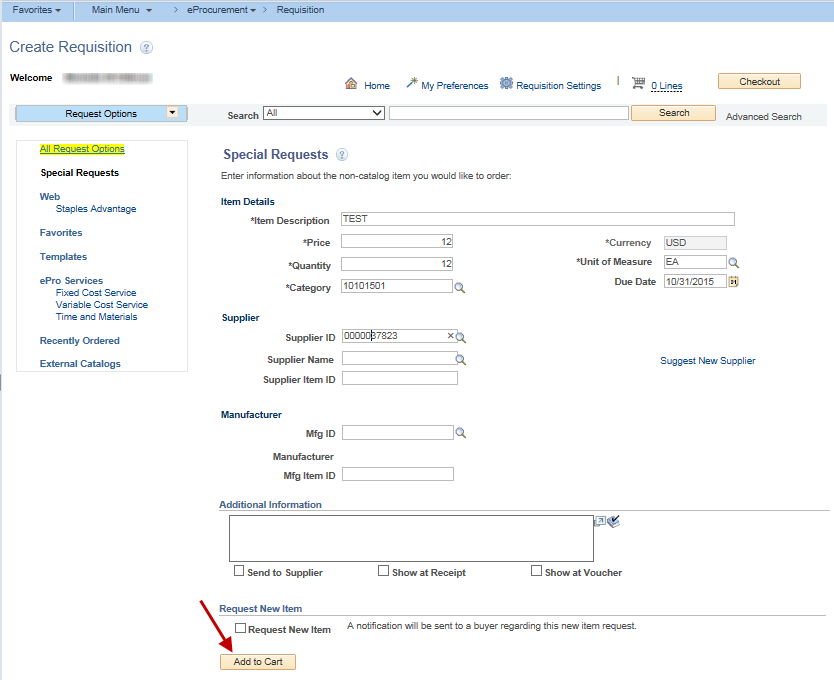 Favorites Main Menu > eProcurement > Requisition
Create Requisition ?
Welcome
Home My Preferences Requisition Settings | 0 Lines Checkout
Request Options Search All Search Advanced Search
All Request Options
Special Requests
Web
Staples Advantage
Favorites
Templates
ePro Services
Fixed Cost Service
Variable Cost Service
Time and Materials
Recently Ordered
External Catalogs
Special Requests ?
Enter information about the non-catalog item you would like to order:
Item Details
*Item Description TEST
*Price 12 *Currency USD
*Quantity 12 *Unit of Measure EA
*Category 10101501 Due Date 10/31/2015 31
Supplier
Supplier ID 0000037823 ×
Supplier Name Suggest New Supplier
Supplier Item ID
Manufacturer
Mfg ID
Manufacturer
Mfg Item ID
Additional Information
Send to Supplier Show at Receipt Show at Voucher
Request New Item
Request New Item A notification will be sent to a buyer regarding this new item request.
Add to Cart